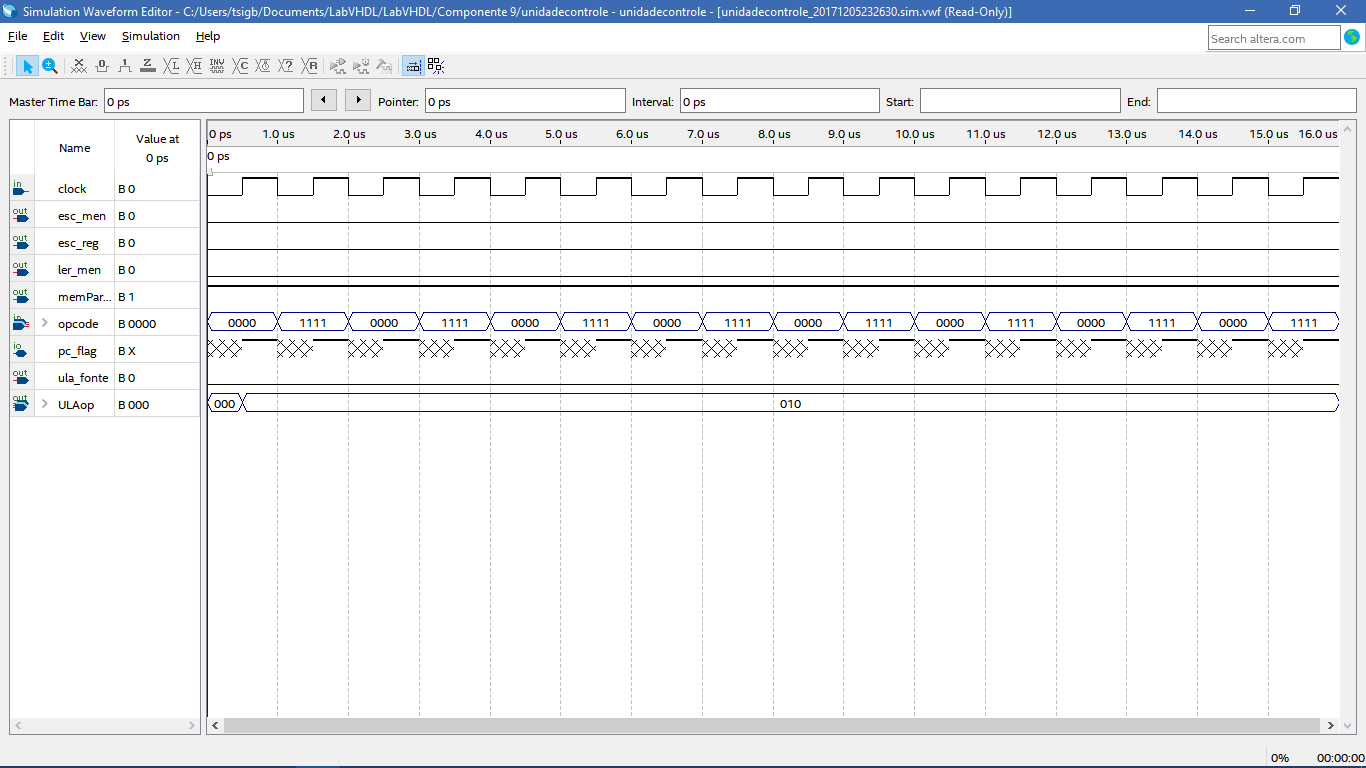 Simulation Waveform Editor - C:/Users/tsigb/Documents/LabVHDL/LabVHDL/Componente 9/unidadecontrole - unidadecontrole - [unidadecontrole_20171205232630.sim.vwf (Read-Only)]
File Edit View Simulation Help Search altera.com
Master Time Bar: 0 ps Pointer: 0 ps Interval: 0 ps Start: End:
Name Value at 0 ps
0 ps 1.0 us 2.0 us 3.0 us 4.0 us 5.0 us 6.0 us 7.0 us 8.0 us 9.0 us 10.0 us 11.0 us 12.0 us 13.0 us 14.0 us 15.0 us 16.0 us
0 ps
in clock B 0
out esc_men B 0
out esc_reg B 0
out ler_men B 0
out memPar... B 1
in opcode B 0000 0000 1111 0000 1111 0000 1111 0000 1111 0000 1111 0000 1111 0000 1111 0000 1111
io pc_flag B X
out ula_fonte B 0
out ULAop B 000 000 010
0% 00:00:00